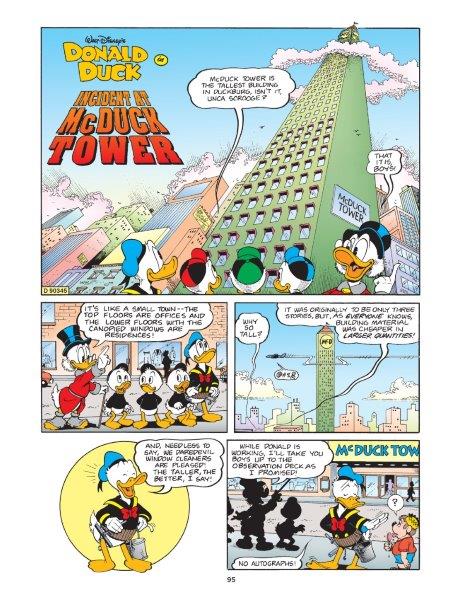 WALT DISNEY'S
DONALD
DUCK
in
INCIDENT AT
McDUCK
TOWER
McDUCK TOWER IS
THE TALLEST BUILDING
IN DUCKBURG, ISN'T IT,
UNCA SCROOGE?
THAT
IT IS,
BOYS!
McDUCK
TOWER
D 90345
IT'S LIKE A SMALL TOWN -- THE
TOP FLOORS ARE OFFICES AND
THE LOWER FLOORS WITH THE
CANOPIED WINDOWS ARE
RESIDENCES!
WHY
SO
TALL?
IT WAS ORIGINALLY TO BE ONLY THREE
STORIES, BUT, AS EVERYONE KNOWS,
BUILDING MATERIAL
WAS CHEAPER IN
LARGER QUANTITIES!
McD
AND, NEEDLESS TO
SAY, WE DAREDEVIL
WINDOW CLEANERS
ARE PLEASED!
THE TALLER, THE
BETTER, I SAY!
WHILE DONALD IS
WORKING, I'LL TAKE YOU
BOYS UP TO THE
OBSERVATION DECK AS
I PROMISED!
McDUCK TOW
?
NO AUTOGRAPHS!
95